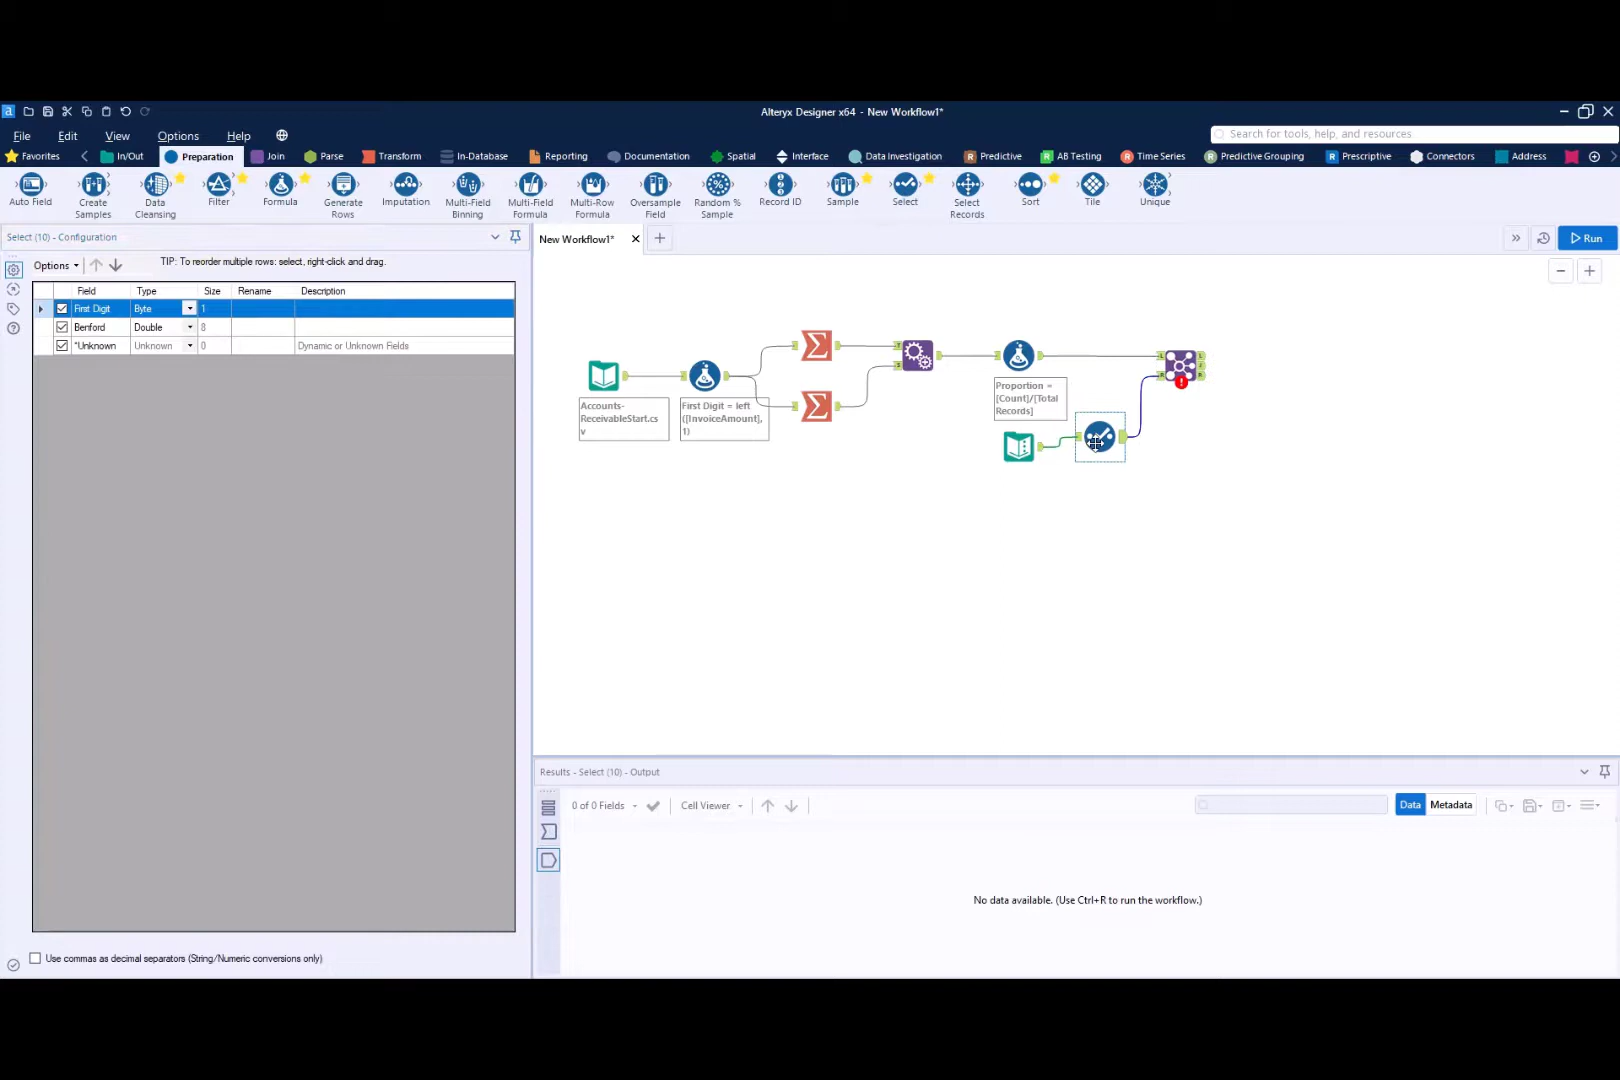 Alteryx Designer x64 - New Workflow1*
File Edit View Options Help
Search for tools, help, and resources
Favorites In/Out Preparation Join Parse Transform In-Database Reporting Documentation Spatial Interface Data Investigation Predictive AB Testing Time Series Predictive Grouping Prescriptive Connectors Address
Auto Field
Create
Samples
Data
Cleansing
Filter
Formula
Generate
Rows
Imputation
Multi-Field
Binning
Multi-Field
Formula
Multi-Row
Formula
Oversample
Field
Random %
Sample
Record ID
Sample
Select
Select
Records
Sort
Tile
Unique
Select (10) - Configuration
New Workflow1*
Run
Options
TIP: To reorder multiple rows: select, right-click and drag.
Field Type Size Rename Description
First Digit Byte 1
Benford Double 8
*Unknown Unknown 0 Dynamic or Unknown Fields
Use commas as decimal separators (String/Numeric conversions only)
Accounts-
ReceivableStart.cs
v
First Digit = left
([InvoiceAmount],
1)
Proportion =
[Count]/[Total
Records]
T
S
L
R
L
J
R
Results - Select (10) - Output
0 of 0 Fields Cell Viewer Data Metadata
No data available. (Use Ctrl+R to run the workflow.)